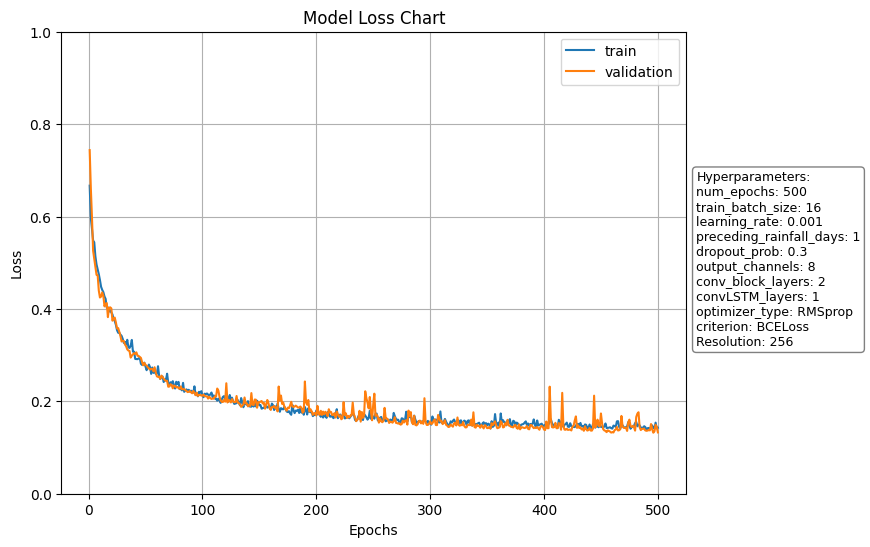 Model Loss Chart
1.0
0.8
0.6
0.4
0.2
0.0
Loss
0
100
200
300
400
500
Epochs
train
validation
Hyperparameters:
num_epochs: 500
train_batch_size: 16
learning_rate: 0.001
preceding_rainfall_days: 1
dropout_prob: 0.3
output_channels: 8
conv_block_layers: 2
convLSTM_layers: 1
optimizer_type: RMSprop
criterion: BCELoss
Resolution: 256